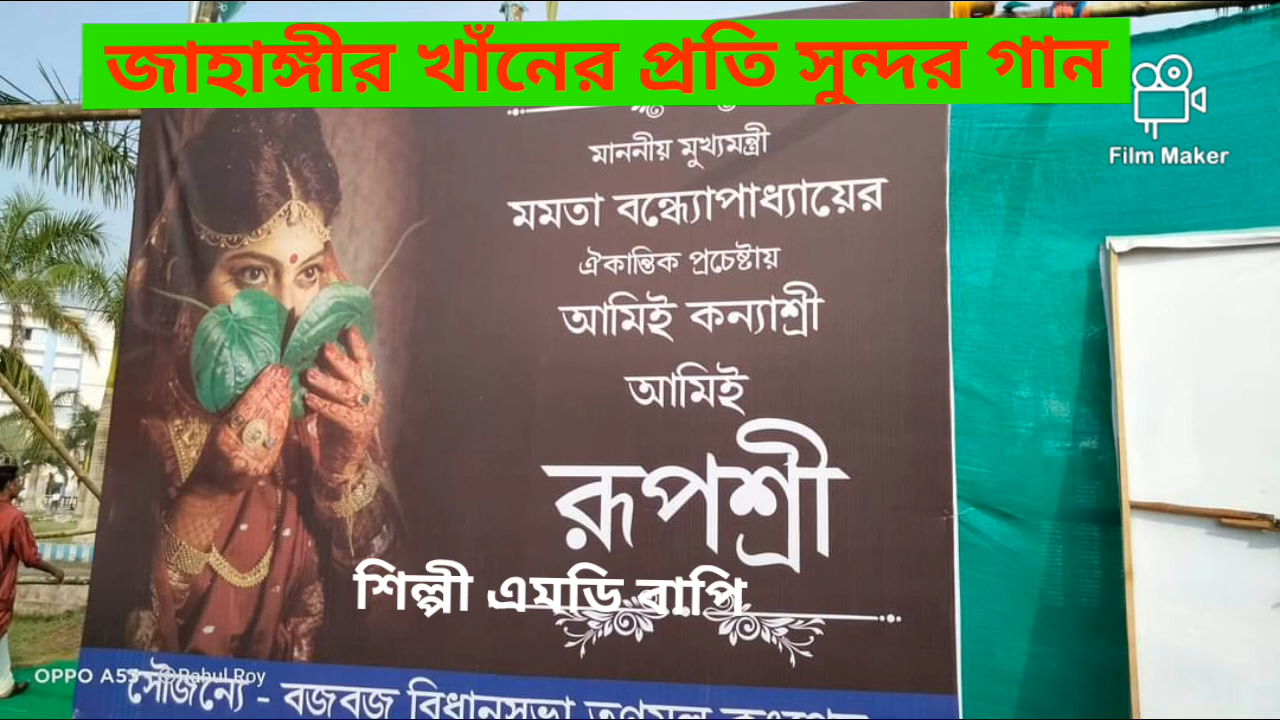 জাহাঙ্গীর খাঁনের প্রতি সুন্দর গান
Film Maker
মাননীয় মুখ্যমন্ত্রী
মমতা বন্ধ্যোপাধ্যায়ের
ঐকান্তিক প্রচেষ্টায়
আমিই কন্যাশ্রী
আমিই
রূপশ্রী
শিল্পী এমডি বাপি
OPPO A53 Rahul Roy
সৌজন্যে - বজবজ বিধানসভা তৃণমূল কংগ্রেস